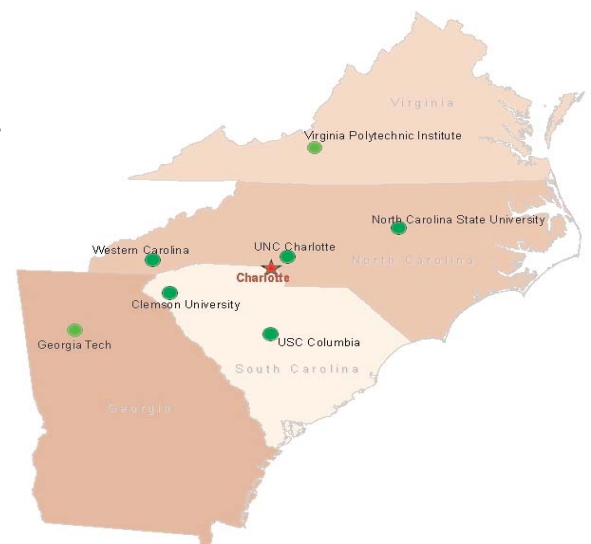 Virginia
Virginia Polytechnic Institute
North Carolina State University
Western Carolina
UNC Charlotte
North Carolina
Charlotte
Clemson University
Georgia Tech
USC Columbia
South Carolina
Georgia